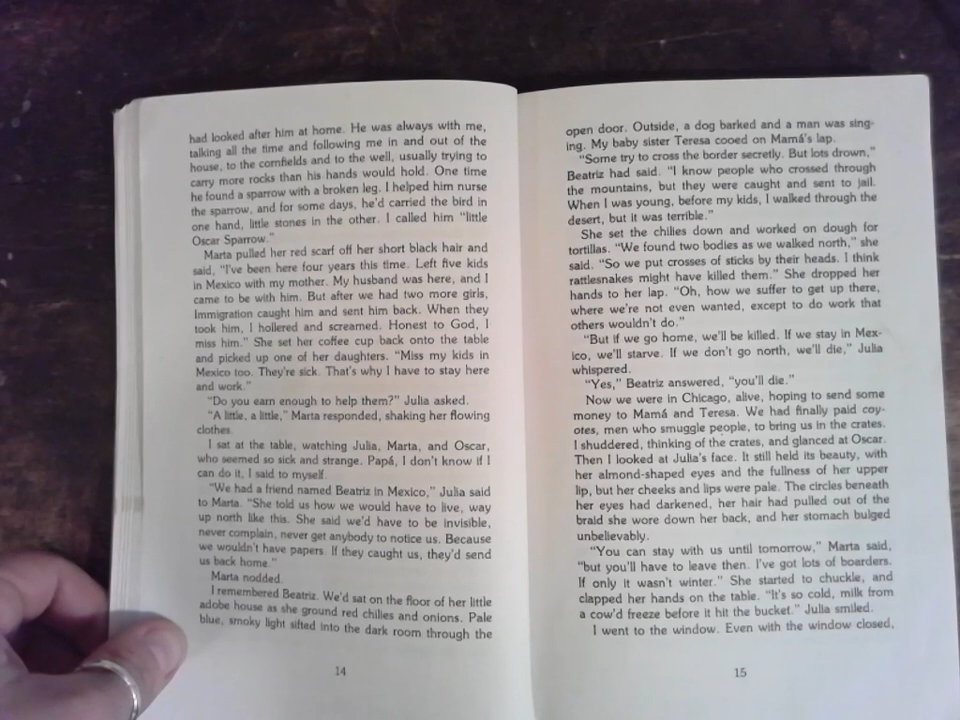 had looked after him at home. He was always with me,
talking all the time and following me in and out of the
house, to the cornfields and to the well, usually trying to
carry more rocks than his hands would hold. One time
he found a sparrow with a broken leg. I helped him nurse
the sparrow, and for some days, he'd carried the bird in
one hand, little stones in the other. I called him "little
Oscar Sparrow."
Marta pulled her red scarf off her short black hair and
said, "I've been here four years this time. Left five kids
in Mexico with my mother. My husband was here, and I
came to be with him. But after we had two more girls,
Immigration caught him and sent him back. When they
took him, I hollered and screamed. Honest to God, I
miss him." She set her coffee cup back onto the table
and picked up one of her daughters. "Miss my kids in
Mexico too. They're sick. That's why I have to stay here
and work."
"Do you earn enough to help them?" Julia asked.
"A little, a little," Marta responded, shaking her flowing
clothes.
I sat at the table, watching Julia, Marta, and Oscar,
who seemed so sick and strange. Papá, I don't know if I
can do it, I said to myself.
"We had a friend named Beatriz in Mexico," Julia said
to Marta. "She told us how we would have to live, way
up north like this. She said we'd have to be invisible,
never complain, never get anybody to notice us. Because
we wouldn't have papers. If they caught us, they'd send
us back home."
Marta nodded.
I remembered Beatriz. We'd sat on the floor of her little
adobe house as she ground red chilies and onions. Pale
blue, smoky light sifted into the dark room through the
14
open door. Outside, a dog barked and a man was sing-
ing. My baby sister Teresa cooed on Mamá's lap.
"Some try to cross the border secretly. But lots drown,"
Beatriz had said. "I know people who crossed through
the mountains, but they were caught and sent to jail.
When I was young, before my kids, I walked through the
desert, but it was terrible."
She set the chilies down and worked on dough for
tortillas. "We found two bodies as we walked north," she
said. "So we put crosses of sticks by their heads. I think
rattlesnakes might have killed them." She dropped her
hands to her lap. "Oh, how we suffer to get up there,
where we're not even wanted, except to do work that
others wouldn't do."
"But if we go home, we'll be killed. If we stay in Mex-
ico, we'll starve. If we don't go north, we'll die," Julia
whispered.
"Yes," Beatriz answered, "you'll die."
Now we were in Chicago, alive, hoping to send some
money to Mamá and Teresa. We had finally paid coy-
otes, men who smuggle people, to bring us in the crates.
I shuddered, thinking of the crates, and glanced at Oscar.
Then I looked at Julia's face. It still held its beauty, with
her almond-shaped eyes and the fullness of her upper
lip, but her cheeks and lips were pale. The circles beneath
her eyes had darkened, her hair had pulled out of the
braid she wore down her back, and her stomach bulged
unbelievably.
"You can stay with us until tomorrow," Marta said,
"but you'll have to leave then. I've got lots of boarders.
If only it wasn't winter." She started to chuckle, and
clapped her hands on the table. "It's so cold, milk from
a cow'd freeze before it hit the bucket." Julia smiled.
I went to the window. Even with the window closed,
15